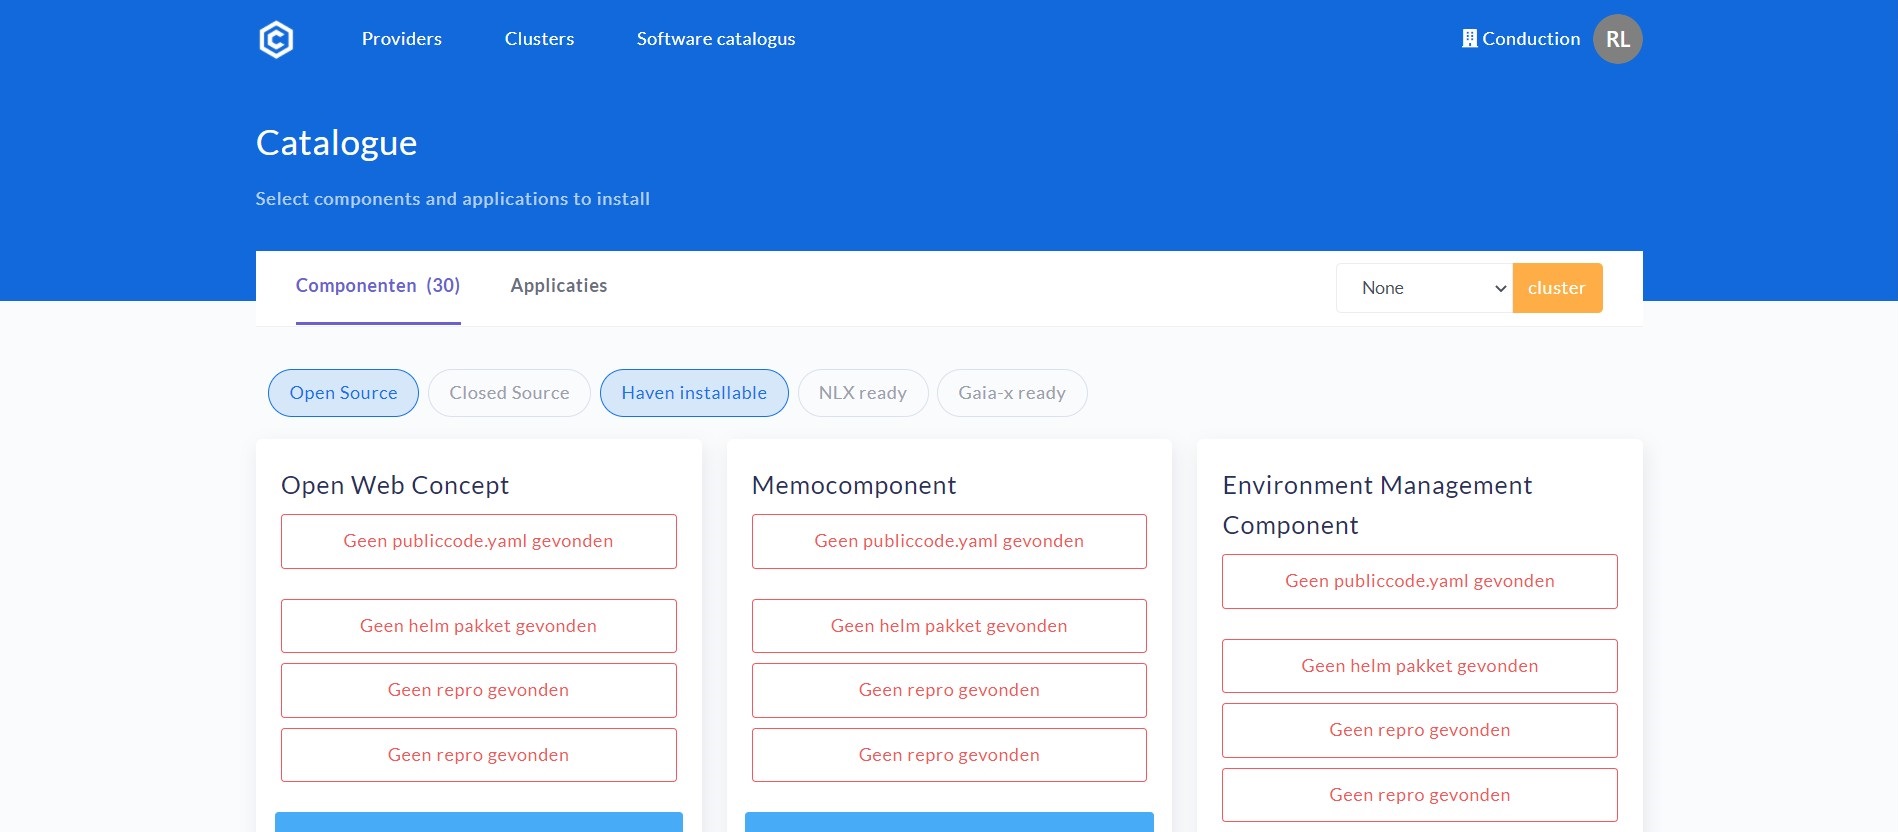 Providers Clusters Software catalogus Conduction RL
Catalogue
Select components and applications to install
Componenten (30) Applicaties None cluster
Open Source Closed Source Haven installable NLX ready Gaia-x ready
Open Web Concept
Geen publiccode.yaml gevonden
Geen helm pakket gevonden
Geen repro gevonden
Geen repro gevonden
Memocomponent
Geen publiccode.yaml gevonden
Geen helm pakket gevonden
Geen repro gevonden
Geen repro gevonden
Environment Management
Component
Geen publiccode.yaml gevonden
Geen helm pakket gevonden
Geen repro gevonden
Geen repro gevonden